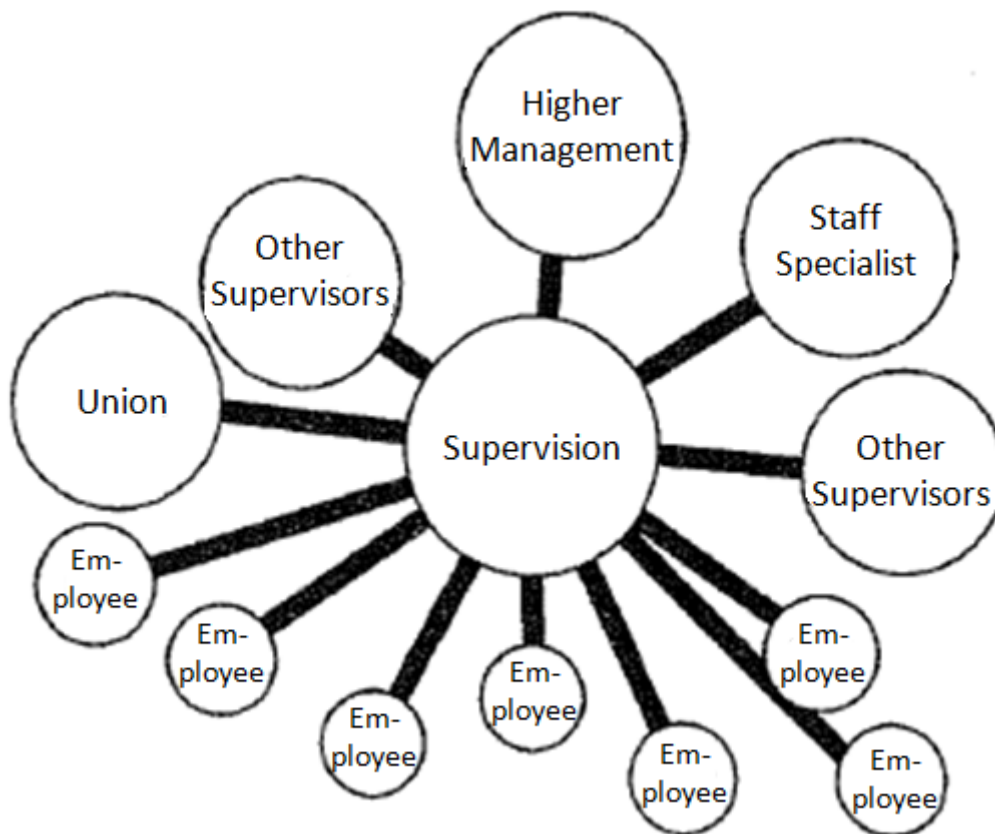 Higher
Management
Staff
Specialist
Other
Supervisors
Union
Supervision
Other
Supervisors
Em-
ployee
Em-
ployee
Em-
ployee
Em-
ployee
Em-
ployee
Em-
ployee
Em-
ployee